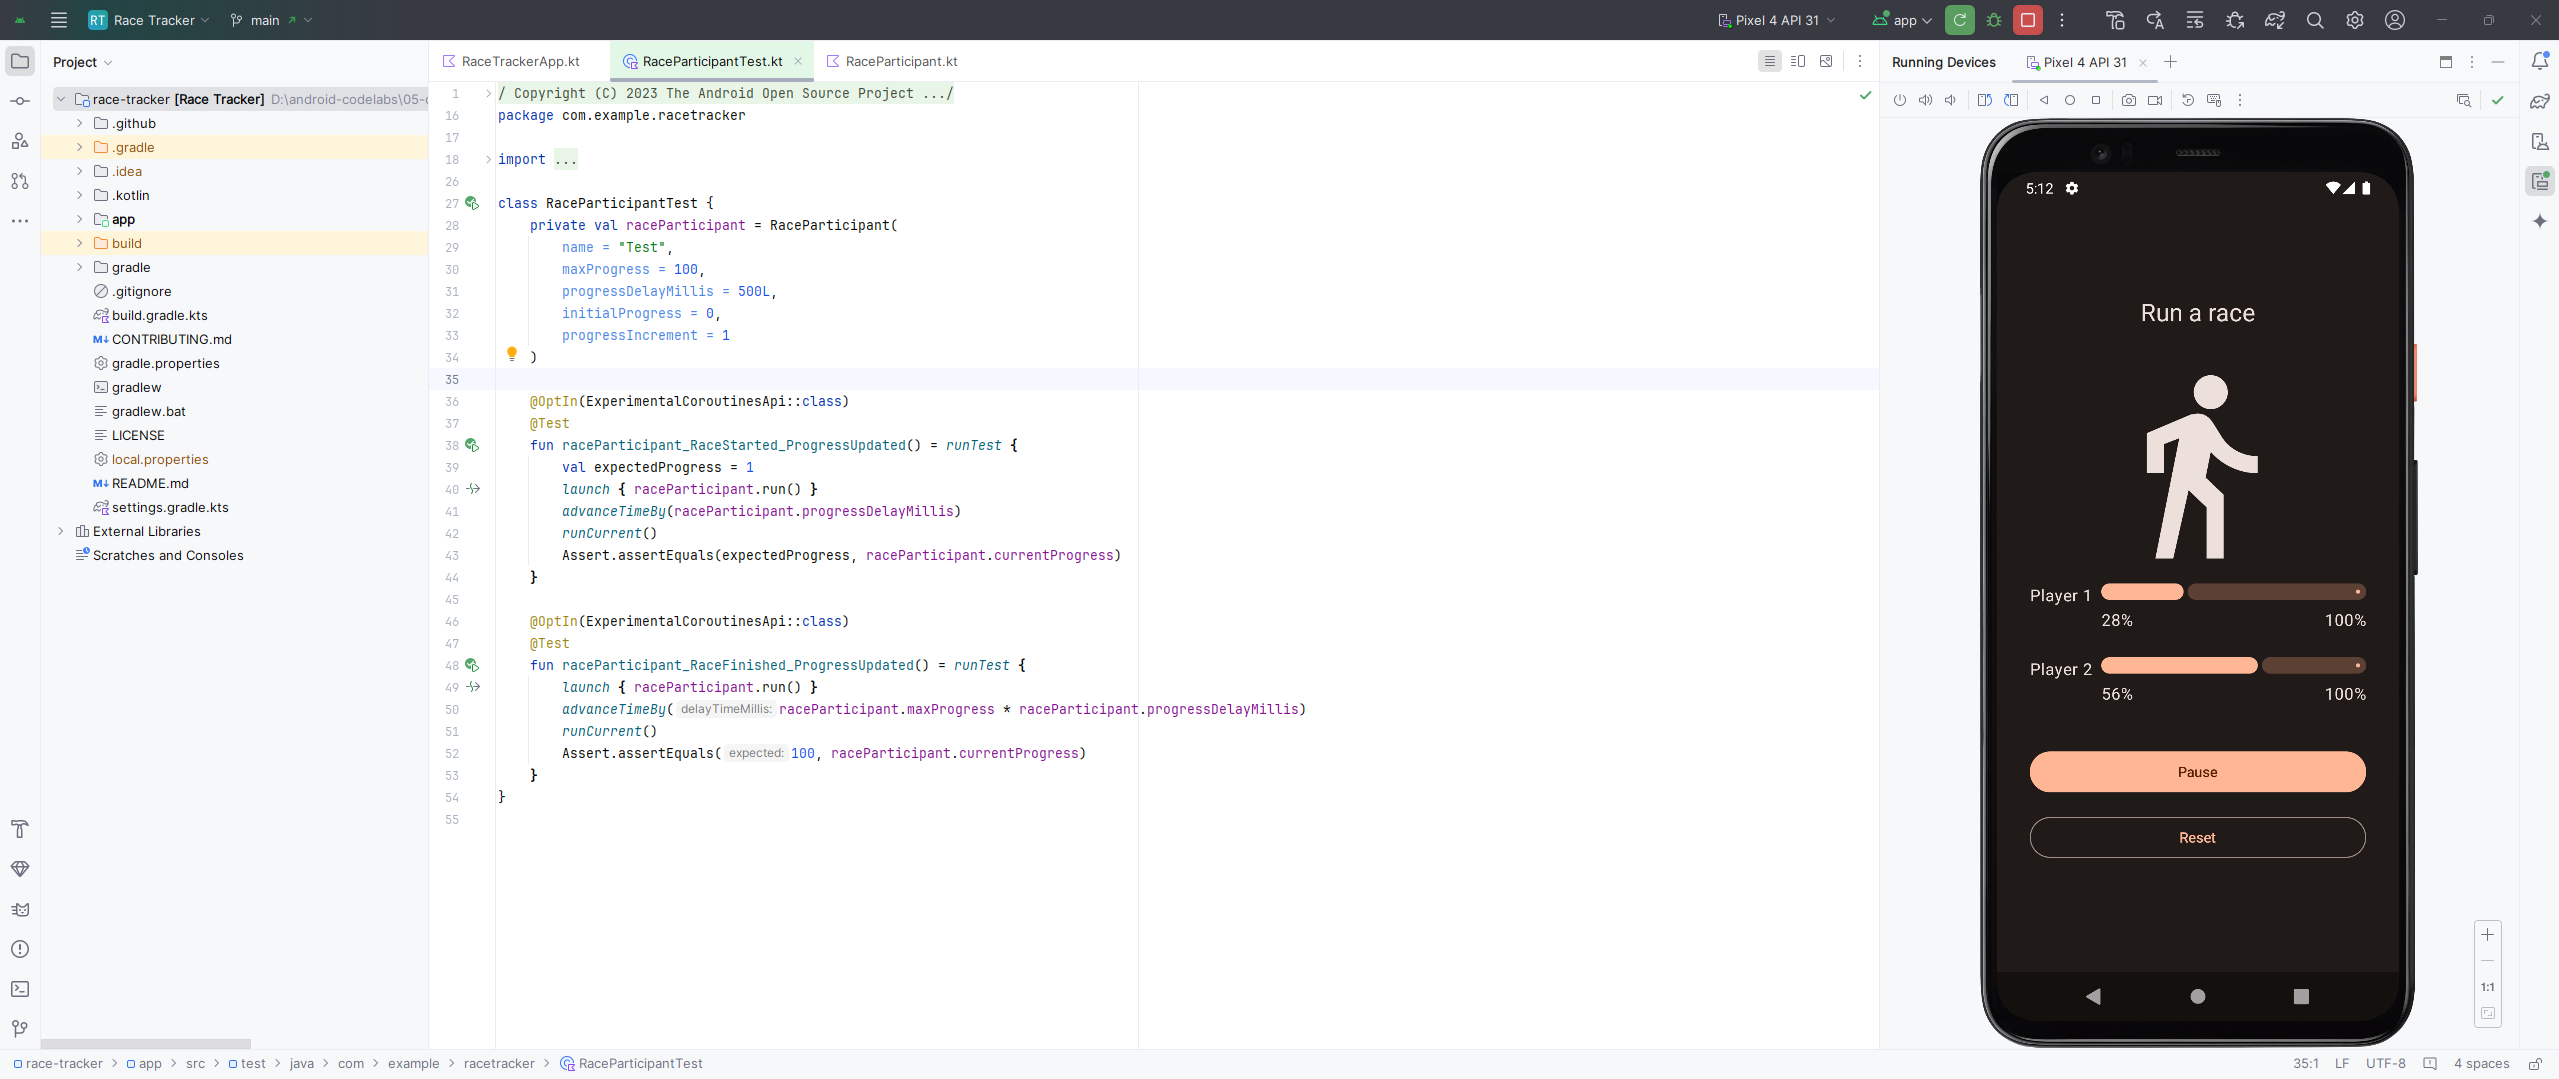 RT Race Tracker main Pixel 4 API 31 app
Project
race-tracker [Race Tracker] D:\android-codelabs\05-c
.github
.gradle
.idea
.kotlin
app
build
gradle
.gitignore
build.gradle.kts
M↓ CONTRIBUTING.md
gradle.properties
gradlew
gradlew.bat
LICENSE
local.properties
M↓ README.md
settings.gradle.kts
External Libraries
Scratches and Consoles
RaceTrackerApp.kt RaceParticipantTest.kt RaceParticipant.kt
1 / Copyright (C) 2023 The Android Open Source Project .../
16 package com.example.racetracker
17
18 import ...
26
27 class RaceParticipantTest {
28 private val raceParticipant = RaceParticipant(
29 name = "Test",
30 maxProgress = 100,
31 progressDelayMillis = 500L,
32 initialProgress = 0,
33 progressIncrement = 1
34 )
35
36 @OptIn(ExperimentalCoroutinesApi::class)
37 @Test
38 fun raceParticipant_RaceStarted_ProgressUpdated() = runTest {
39 val expectedProgress = 1
40 launch { raceParticipant.run() }
41 advanceTimeBy(raceParticipant.progressDelayMillis)
42 runCurrent()
43 Assert.assertEquals(expectedProgress, raceParticipant.currentProgress)
44 }
45
46 @OptIn(ExperimentalCoroutinesApi::class)
47 @Test
48 fun raceParticipant_RaceFinished_ProgressUpdated() = runTest {
49 launch { raceParticipant.run() }
50 advanceTimeBy( delayTimeMillis: raceParticipant.maxProgress * raceParticipant.progressDelayMillis)
51 runCurrent()
52 Assert.assertEquals( expected: 100, raceParticipant.currentProgress)
53 }
54 }
55
Running Devices Pixel 4 API 31
5:12
Run a race
Player 1
28% 100%
Player 2
56% 100%
Pause
Reset
1:1
race-tracker > app > src > test > java > com > example > racetracker > RaceParticipantTest
35:1 LF UTF-8 4 spaces